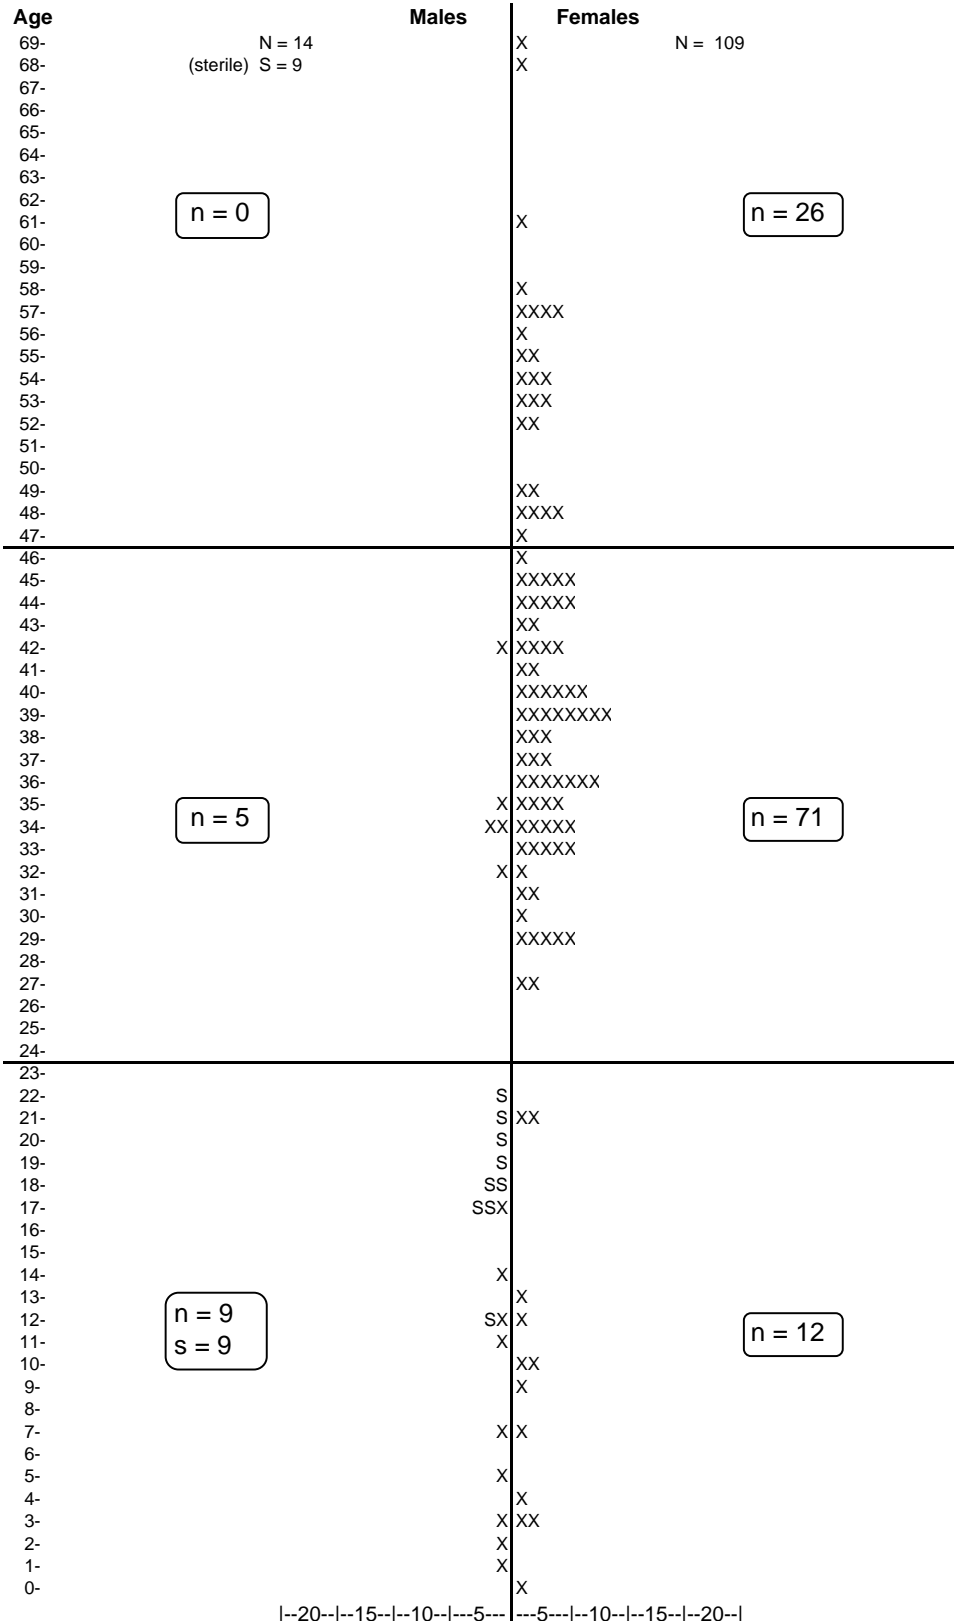 Age Males Females
69- N = 14 X N = 109
68- (sterile) S = 9 X
67-
66-
65-
64-
63-
62-
n = 0 n = 26
61- X
60-
59-
58- X
57- XXXX
56- X
55- XX
54- XXX
53- XXX
52- XX
51-
50-
49- XX
48- XXXX
47- X
46- X
45- XXXXX
44- XXXXX
43- XX
42- X XXXX
41- XX
40- XXXXXX
39- XXXXXXXX
38- XXX
37- XXX
36- XXXXXXX
35- X XXXX
n = 5 n = 71
34- XX XXXXX
33- XXXXX
32- X X
31- XX
30- X
29- XXXXX
28-
27- XX
26-
25-
24-
23-
22- S
21- S XX
20- S
19- S
18- SS
17- SSX
16-
15-
14- X
13- X
n = 9
12- SX X
n = 12
11- X
s = 9
10- XX
9- X
8-
7- X X
6-
5- X
4- X
3- X XX
2- X
1- X
0- X
|--20--|--15--|--10--|---5--- ---5---|--10--|--15--|--20--|